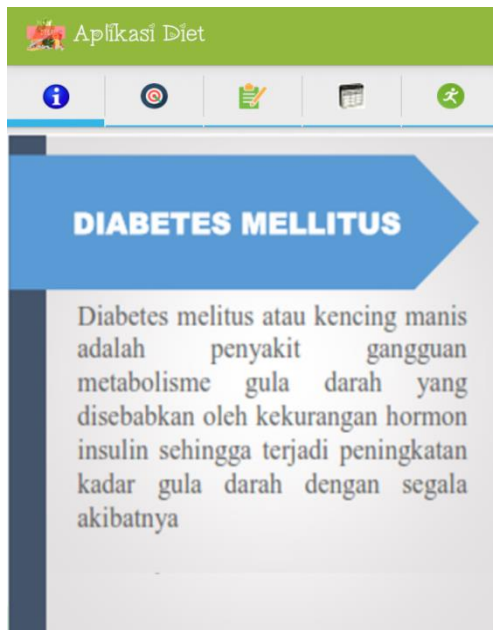 Aplikasi Diet
DIABETES MELLITUS
Diabetes melitus atau kencing manis
adalah penyakit gangguan
metabolisme gula darah yang
disebabkan oleh kekurangan hormon
insulin sehingga terjadi peningkatan
kadar gula darah dengan segala
akibatnya